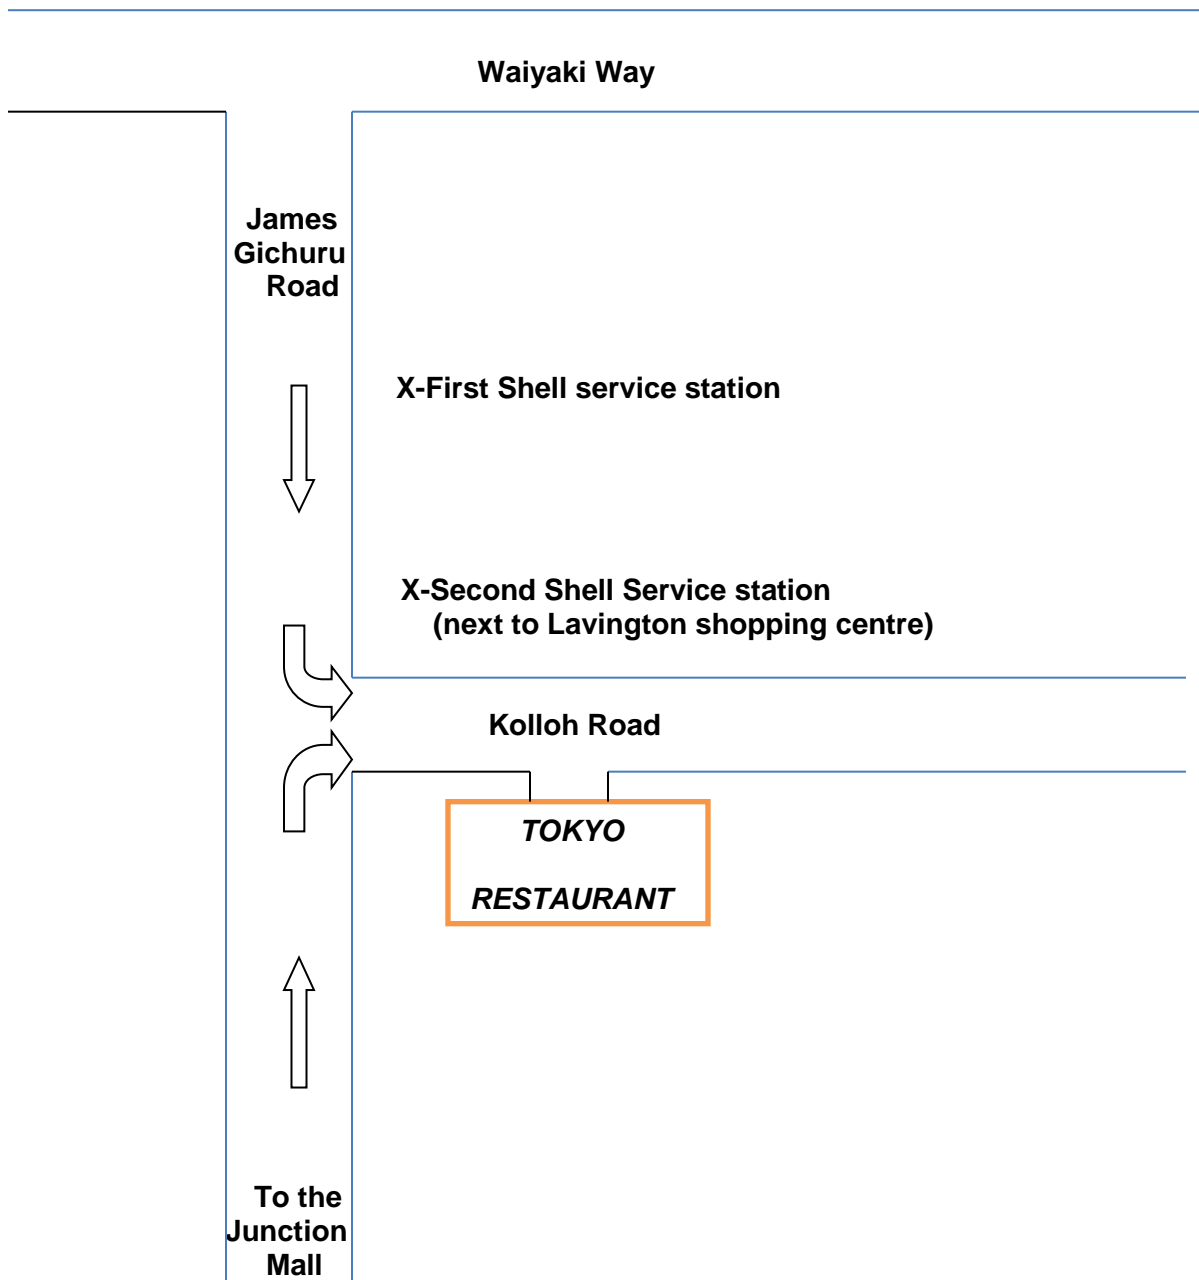 Waiyaki Way
James
Gichuru
Road
X-First Shell service station
X-Second Shell Service station
(next to Lavington shopping centre)
Kolloh Road
TOKYO
RESTAURANT
To the
Junction
Mall